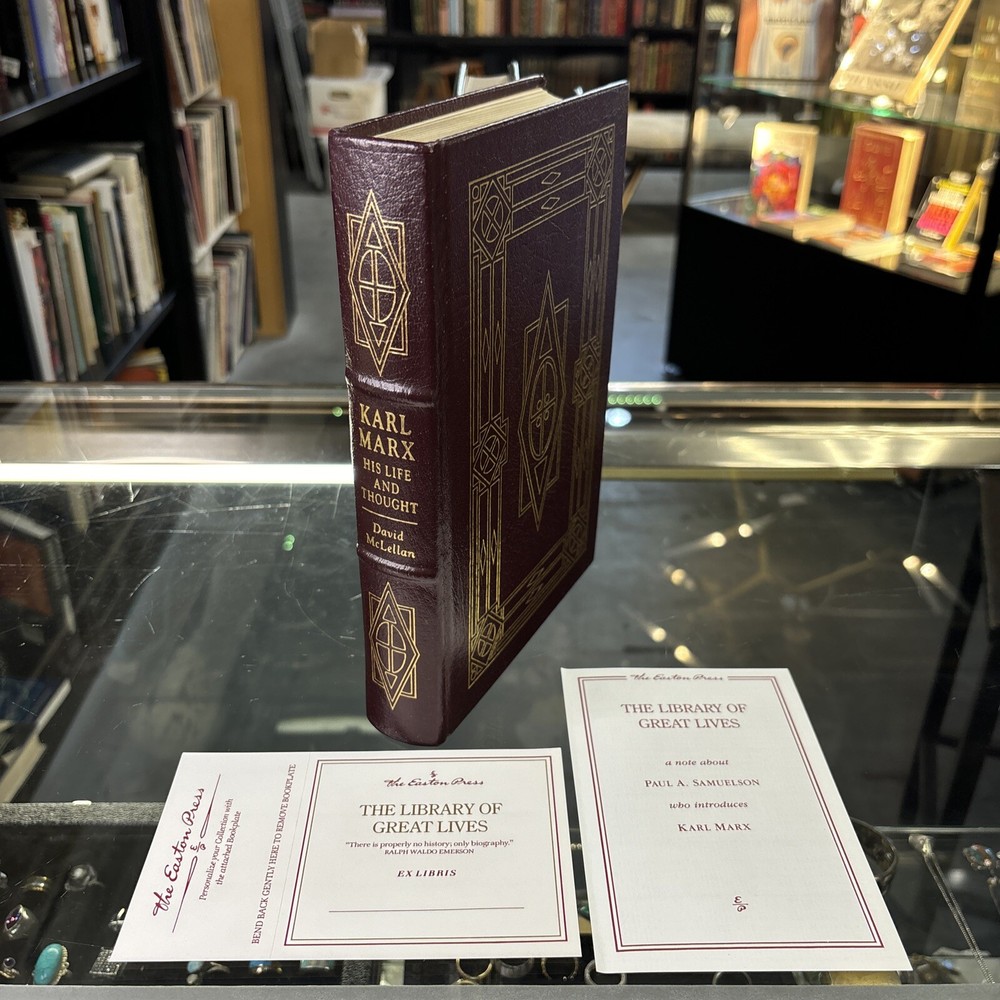 KARL
MARX
HIS LIFE
AND
THOUGHT
David
McLellan
The Easton Press
Personalize your Collection with
the attached Bookplate
BEND BACK GENTLY HERE TO REMOVE BOOKPLATE
The Easton Press
THE LIBRARY OF
GREAT LIVES
"There is properly no history; only biography."
RALPH WALDO EMERSON
EX LIBRIS
The Easton Press
THE LIBRARY OF
GREAT LIVES
a note about
PAUL A. SAMUELSON
who introduces
KARL MARX